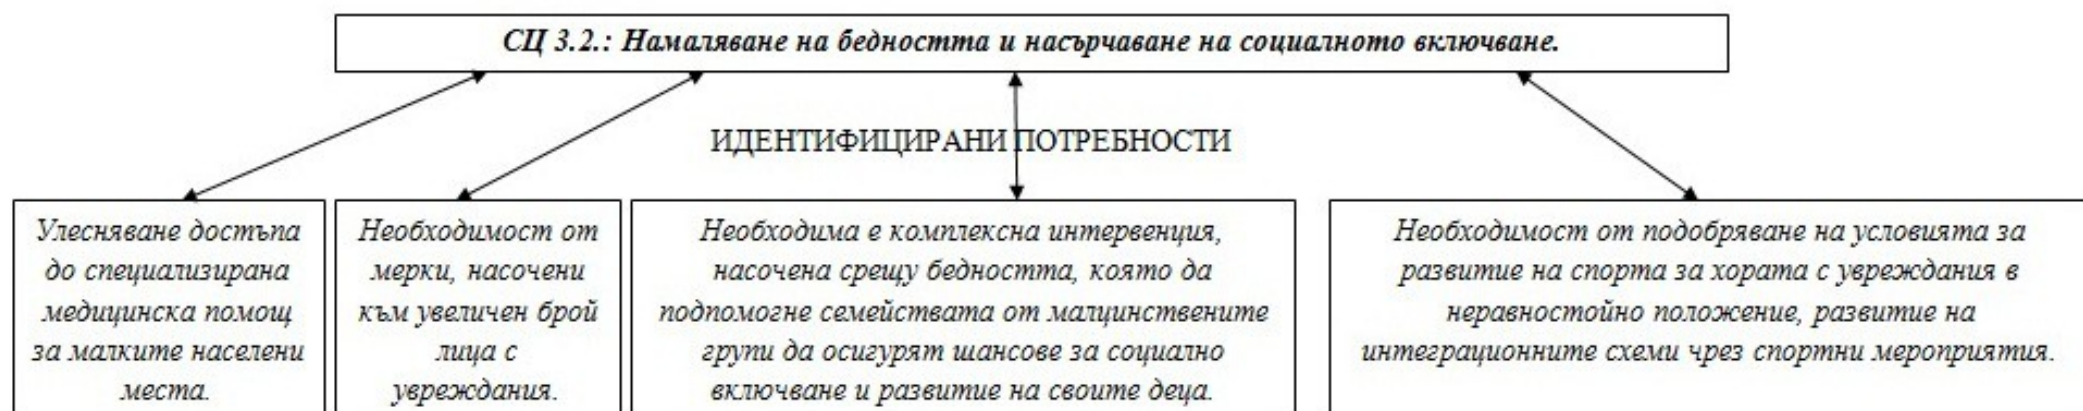 СЦ 3.2.: Намаляване на бедността и насърчаване на социалното включване.
ИДЕНТИФИЦИРАНИ ПОТРЕБНОСТИ
Улесняване достъпа
до специализирана
медицинска помощ
за малките населени
места.
Необходимост от
мерки, насочени
към увеличен брой
лица с
увреждания.
Необходима е комплексна интервенция,
насочена срещу бедността, която да
подпомогне семействата от малцинствените
групи да осигурят шансове за социално
включване и развитие на своите деца.
Необходимост от подобряване на условията за
развитие на спорта за хората с увреждания в
неравностойно положение, развитие на
интеграционните схеми чрез спортни мероприятия.